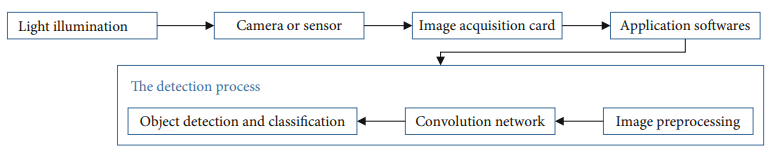 Light illumination
Camera or sensor
Image acquisition card
Application softwares
The detection process
Object detection and classification
Convolution network
Image preprocessing